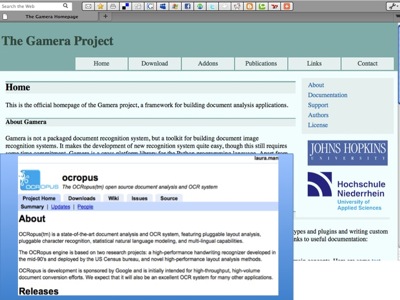 Search the Web
The Gamera Homepage
The Gamera Project
Home
Download
Addons
Publications
Links
Contact
Home
This is the official homepage of the Gamera project, a framework for building document analysis applications.
About Gamera
Gamera is not a packaged document recognition system, but a toolkit for building document image
recognition systems. It makes the development of new recognition system quite easy, though this still requires
About
Documentation
Support
Authors
License
JOHNS HOPKINS
UNIVERSITY
Hochschule
Niederrhein
University of
Applied Sciences
types and plugins and writing custom
links to useful documentation:
laura.man
OCROPUS
ocropus
The OCRopus(tm) open source document analysis and OCR system
Project Home
Downloads
Wiki
Issues
Source
Summary | Updates | People
About
OCRopus(tm) is a state-of-the-art document analysis and OCR system, featuring pluggable layout analysis,
pluggable character recognition, statistical natural language modeling, and multi-lingual capabilities.
The OCRopus engine is based on two research projects: a high-performance handwriting recognizer developed in
the mid-90's and deployed by the US Census bureau, and novel high-performance layout analysis methods.
OCRopus is development is sponsored by Google and is initially intended for high-throughput, high-volume
document conversion efforts. We expect that it will also be an excellent OCR system for many other applications.
Releases